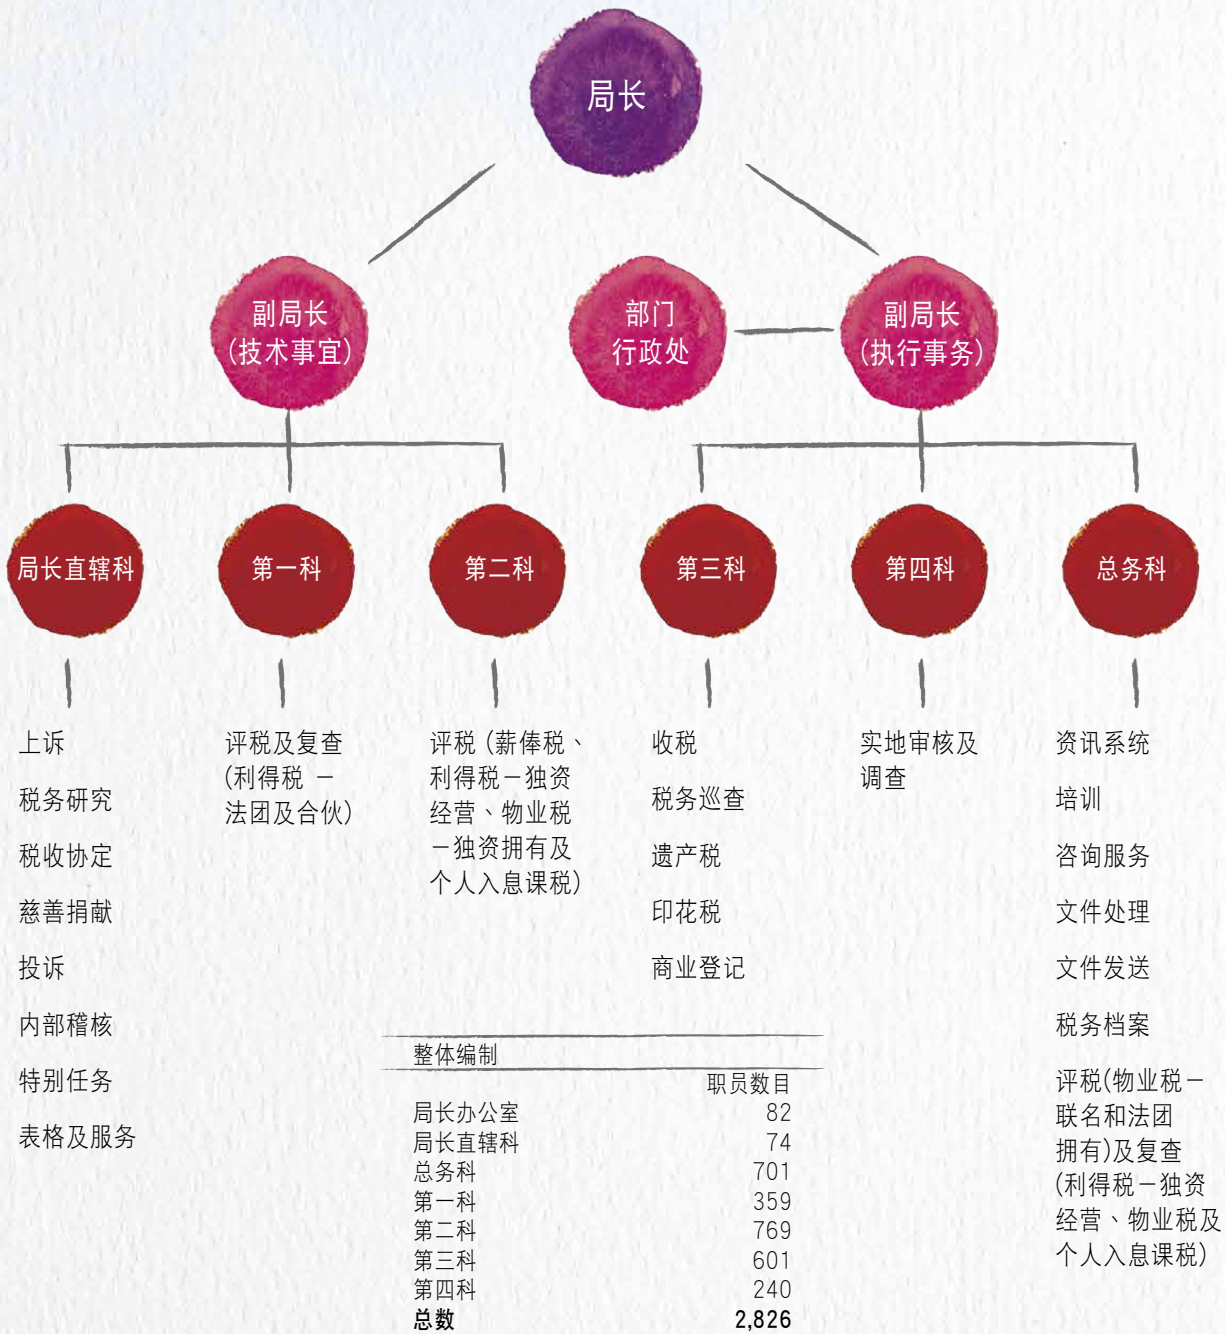 局长
副局长
(技术事宜)
部门
行政处
副局长
(执行事务)
局长直辖科
第一科
第二科
第三科
第四科
总务科
上诉
税务研究
税收协定
慈善捐献
投诉
内部稽核
特别任务
表格及服务
评税及复查
(利得税 –
法团及合伙)
评税 (薪俸税、
利得税－独资
经营、物业税
－独资拥有及
个人入息课税)
收税
税务巡查
遗产税
印花税
商业登记
实地审核及
调查
资讯系统
培训
咨询服务
文件处理
文件发送
税务档案
评税(物业税－
联名和法团
拥有)及复查
(利得税－独资
经营、物业税及
个人入息课税)
整体编制
职员数目
局长办公室 82
局长直辖科 74
总务科 701
第一科 359
第二科 769
第三科 601
第四科 240
总数 2,826